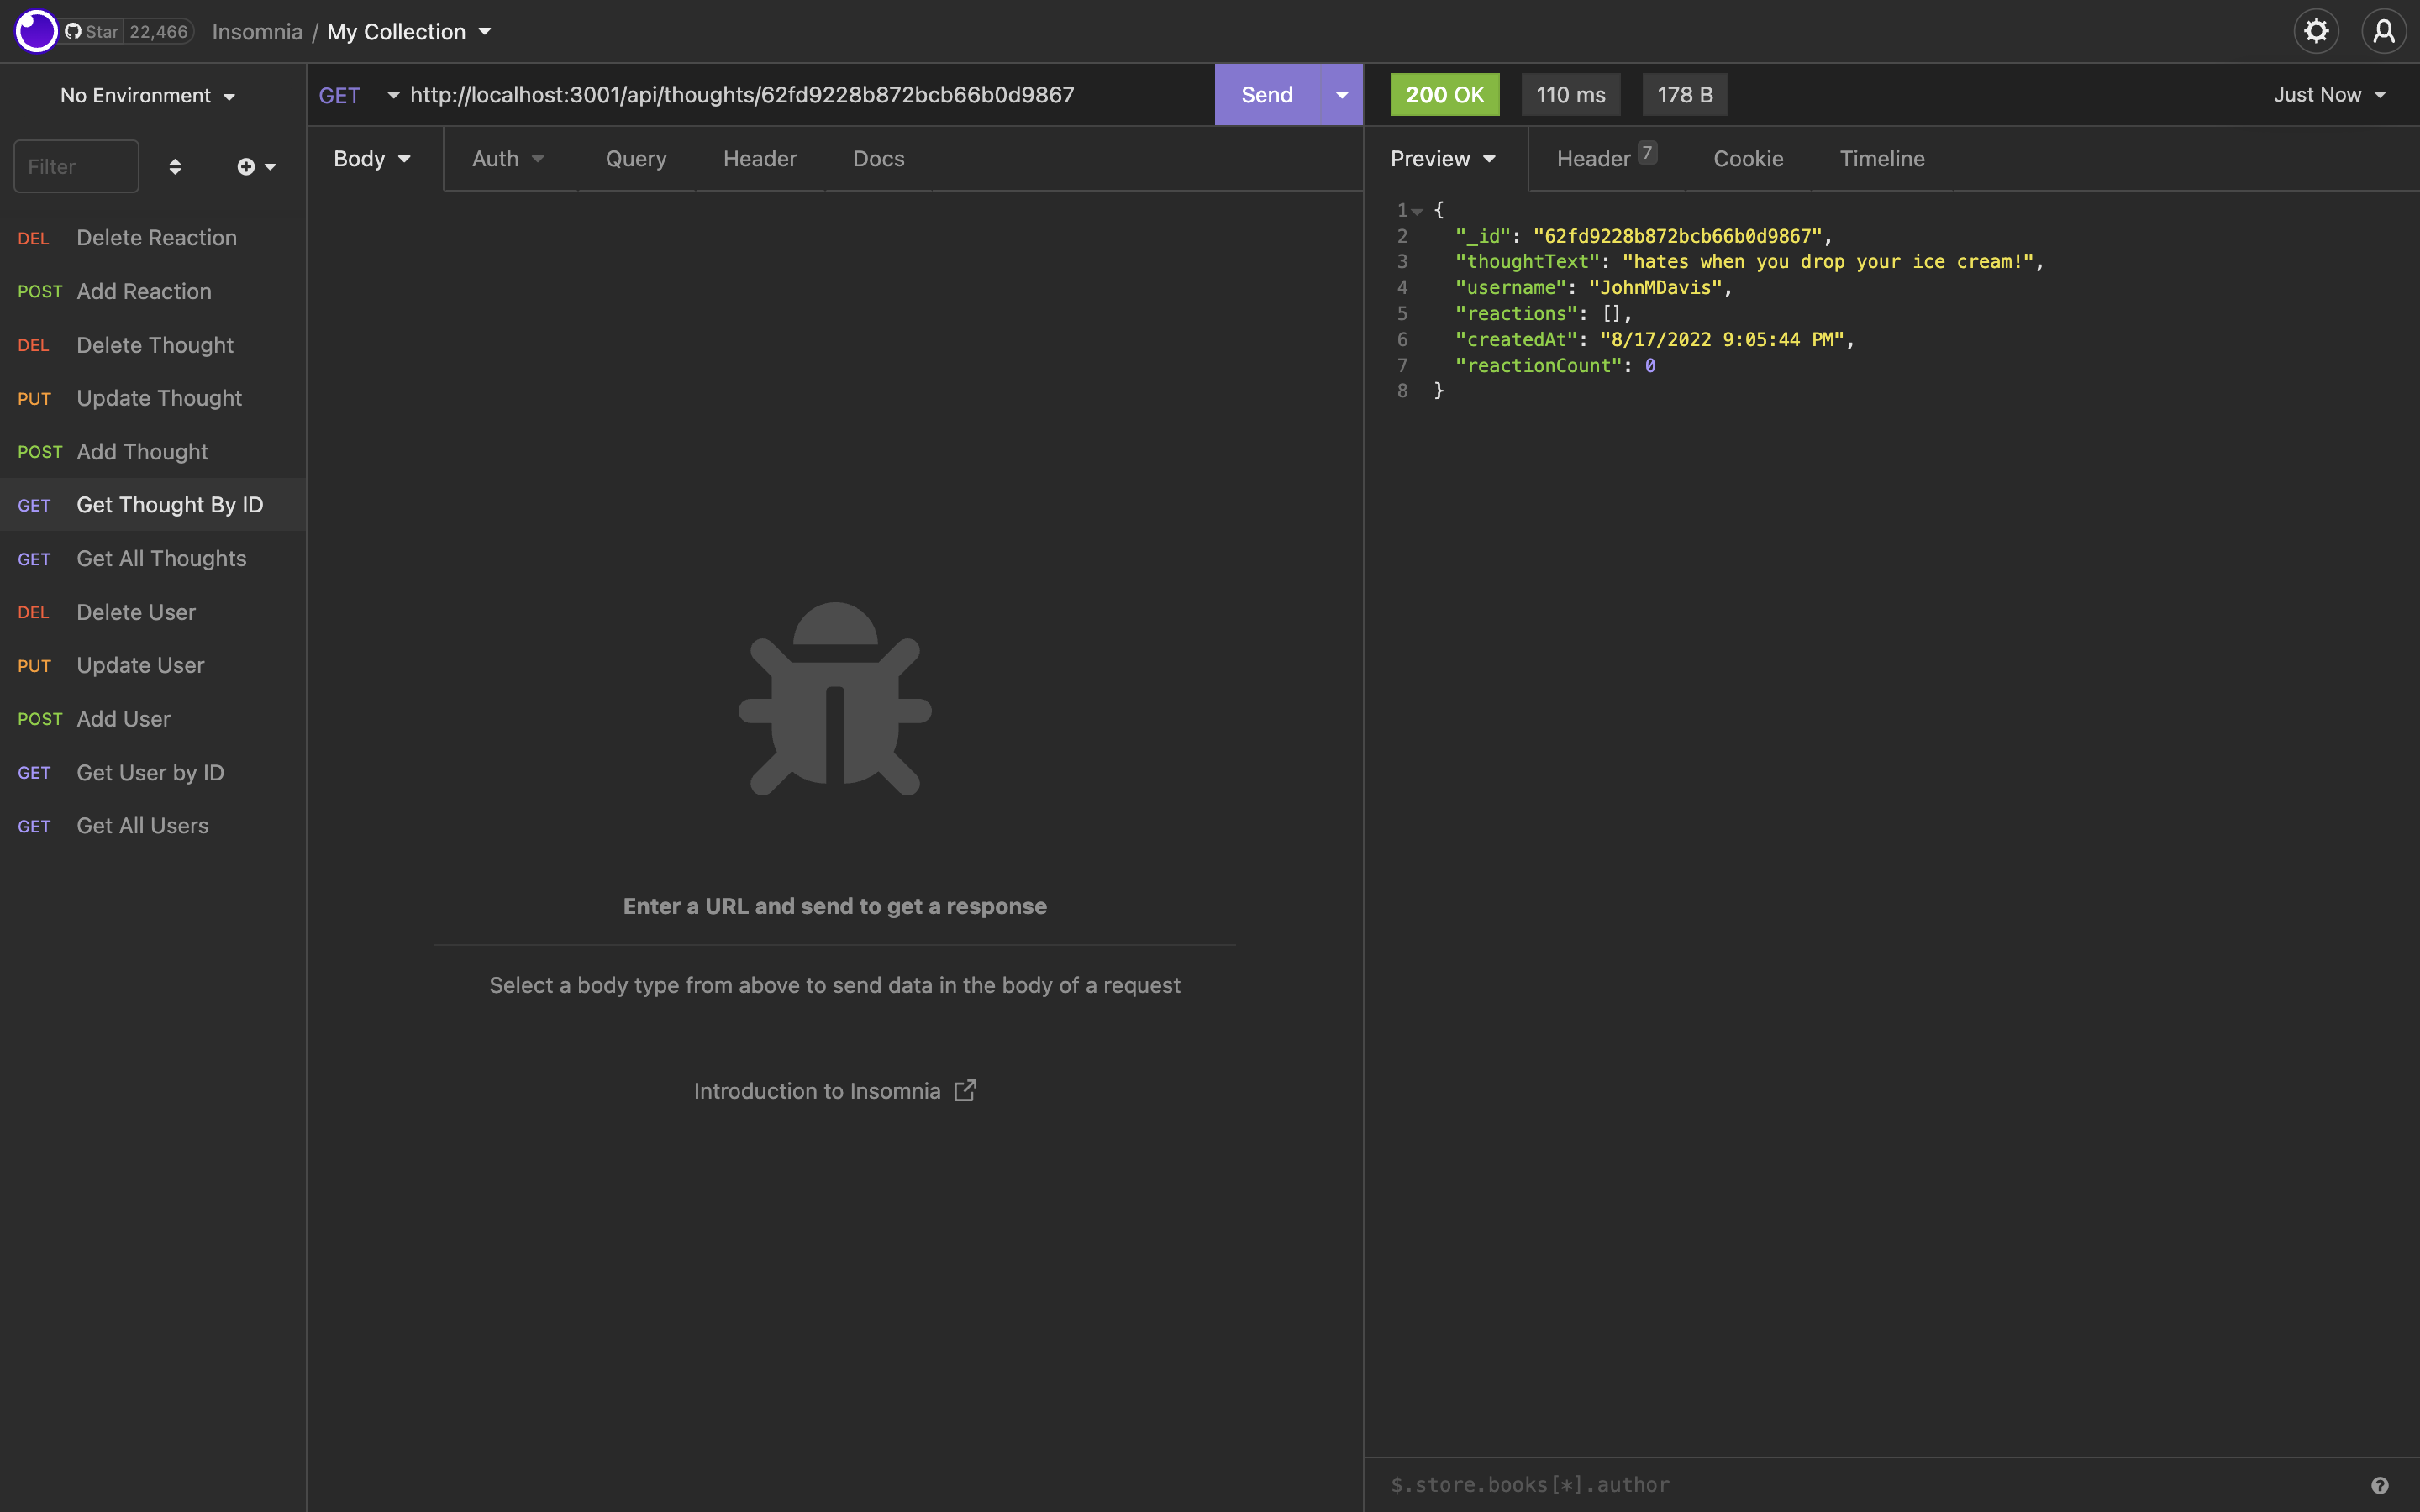 Star 22,466 Insomnia / My Collection
No Environment
GET http://localhost:3001/api/thoughts/62fd9228b872bcb66b0d9867 Send
200 OK 110 ms 178 B Just Now
Filter
DEL Delete Reaction
POST Add Reaction
DEL Delete Thought
PUT Update Thought
POST Add Thought
GET Get Thought By ID
GET Get All Thoughts
DEL Delete User
PUT Update User
POST Add User
GET Get User by ID
GET Get All Users
Body Auth Query Header Docs
Enter a URL and send to get a response
Select a body type from above to send data in the body of a request
Introduction to Insomnia
Preview Header 7 Cookie Timeline
1 {
2 "_id": "62fd9228b872bcb66b0d9867",
3 "thoughtText": "hates when you drop your ice cream!",
4 "username": "JohnMDavis",
5 "reactions": [],
6 "createdAt": "8/17/2022 9:05:44 PM",
7 "reactionCount": 0
8 }
$.store.books[*].author